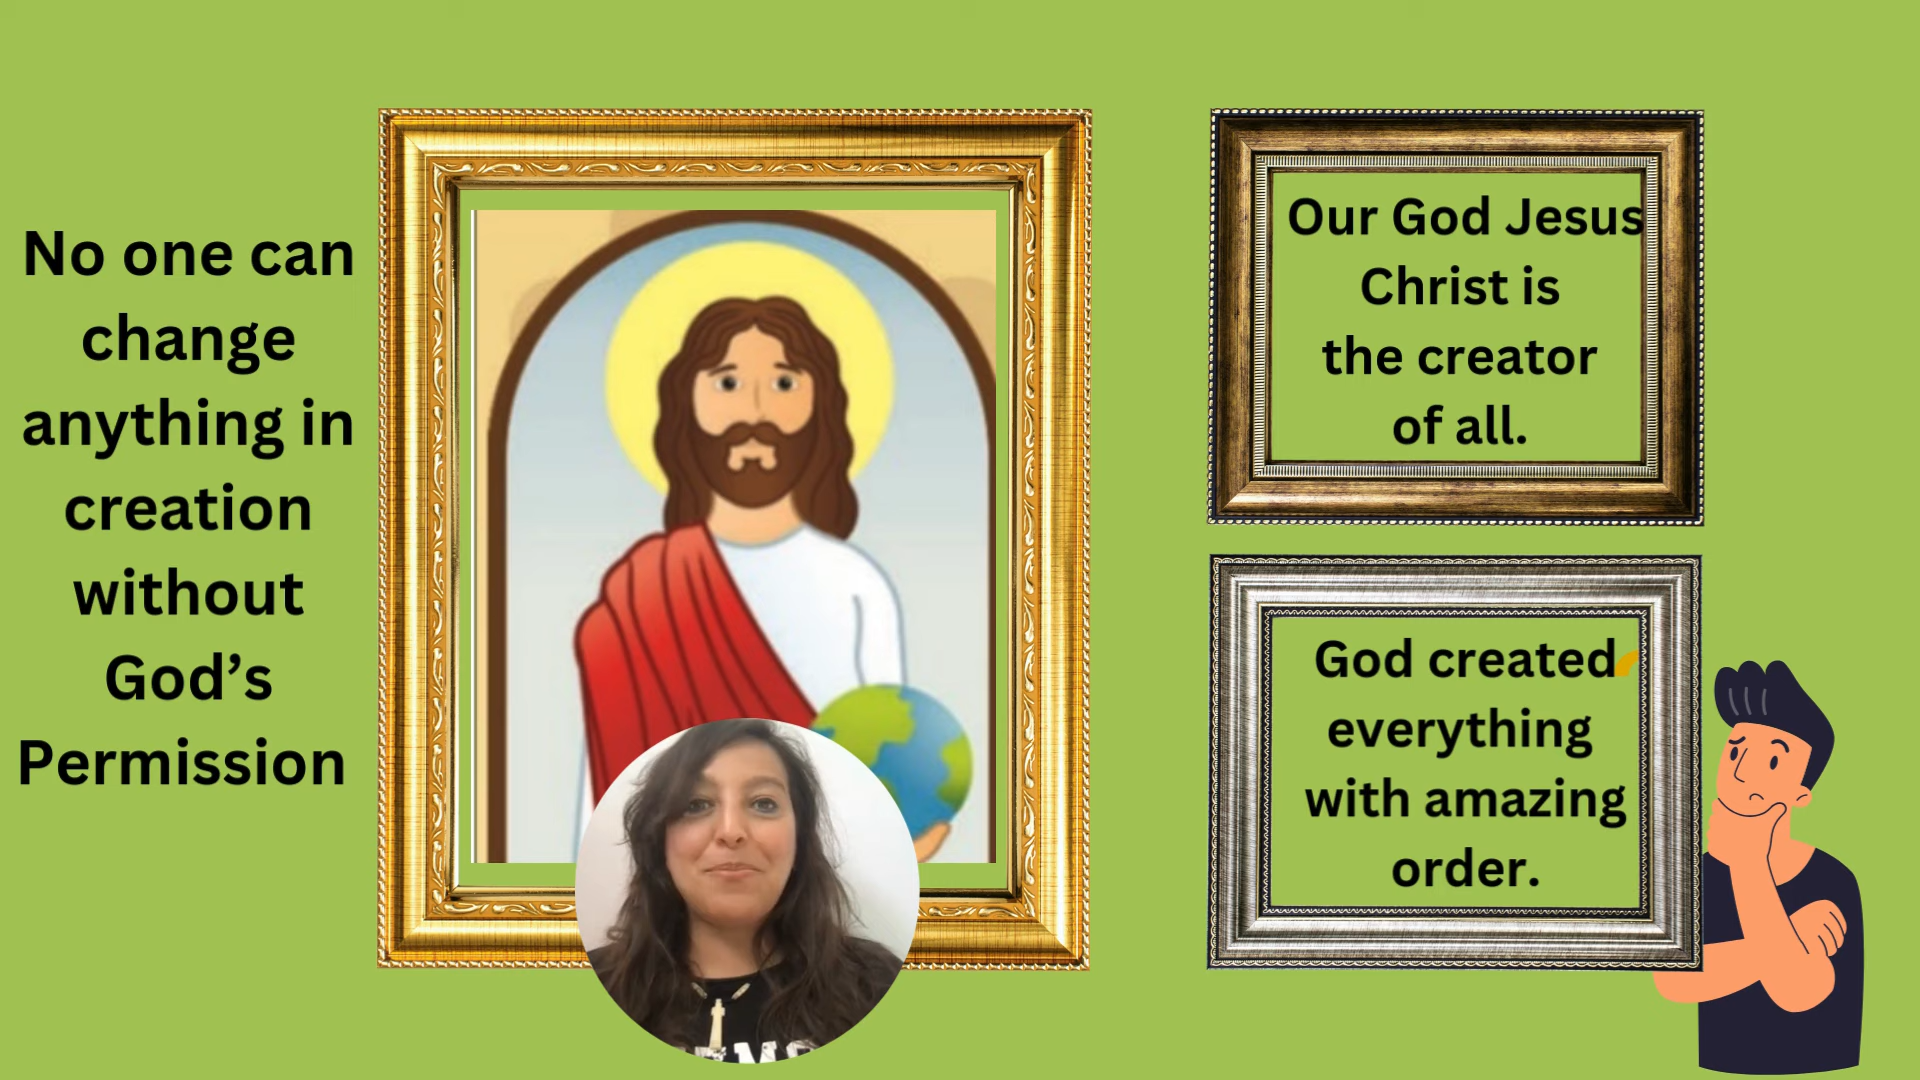 No one can
change
anything in
creation
without
God’s
Permission
Our God Jesus
Christ is
the creator
of all.
God created
everything
with amazing
order.